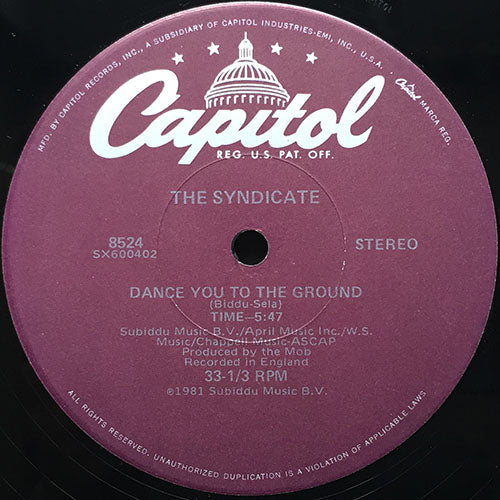 MFD. BY CAPITOL RECORDS, INC., A SUBSIDIARY OF CAPITOL INDUSTRIES-EMI, INC., U.S.A.
Capitol
MARCA REG.
Capitol
REG. U.S. PAT. OFF.
THE SYNDICATE
8524
SX600402
STEREO
DANCE YOU TO THE GROUND
(Biddu-Sela)
TIME—5:47
Subiddu Music B.V./April Music Inc./W.S.
Music/Chappell Music-ASCAP
Produced by the Mob
Recorded in England
33-1/3 RPM
℗1981 Subiddu Music B.V.
ALL RIGHTS RESERVED. UNAUTHORIZED DUPLICATION IS A VIOLATION OF APPLICABLE LAWS